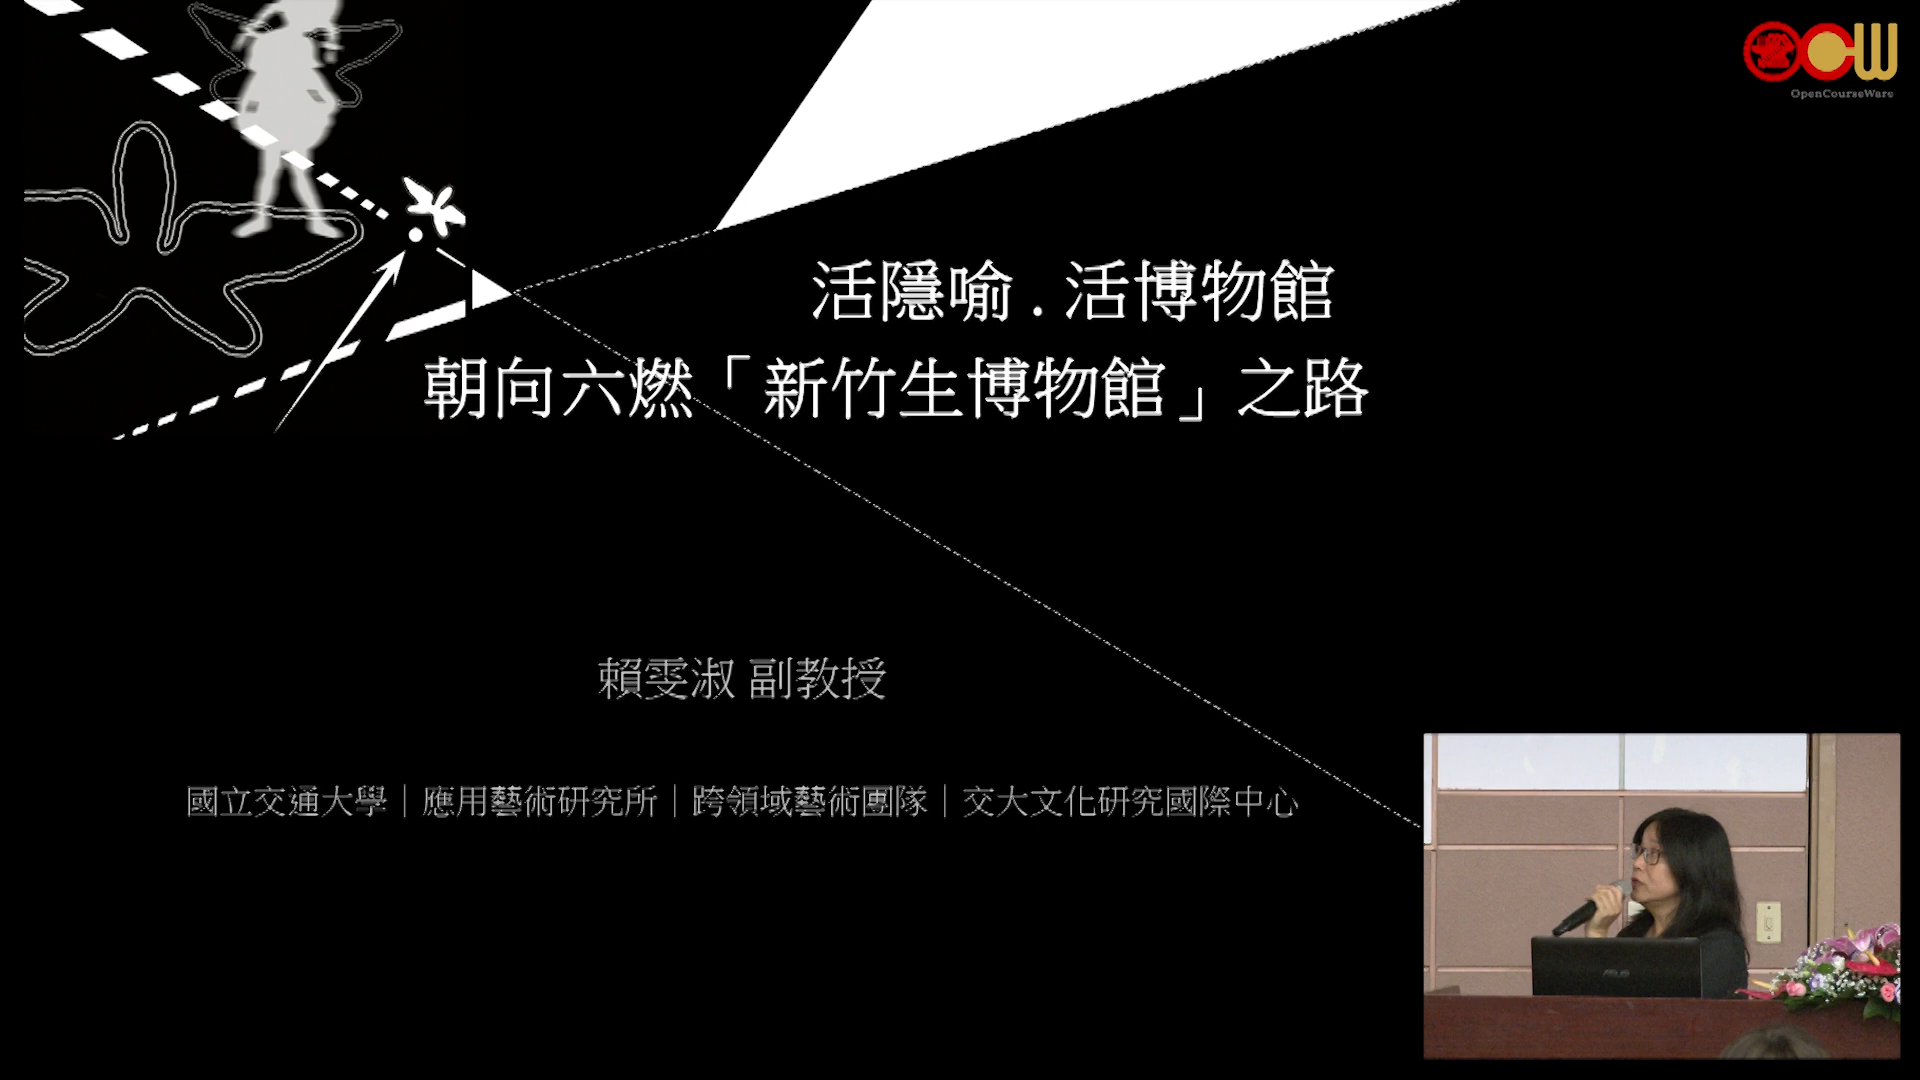 OpenCourseWare
活隱喻 . 活博物館
朝向六燃「新竹生博物館」之路
賴雯淑 副教授
國立交通大學｜應用藝術研究所｜跨領域藝術團隊｜交大文化研究國際中心